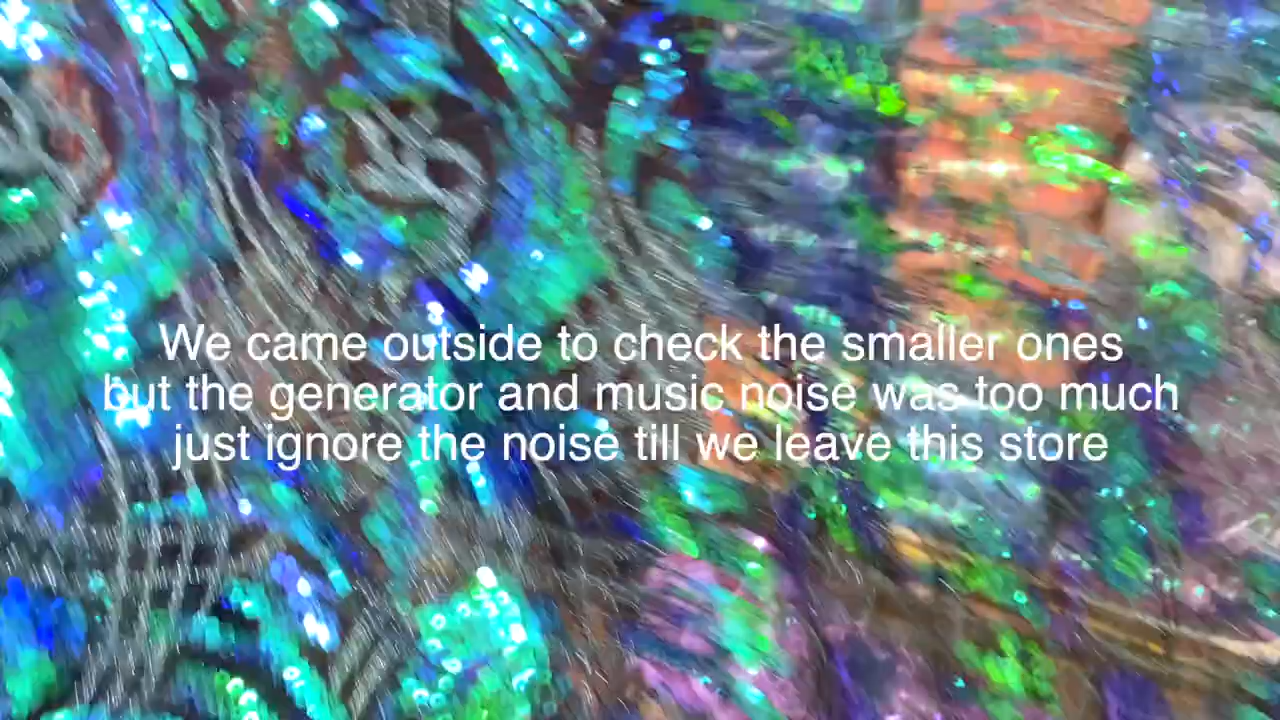 We came outside to check the smaller ones
but the generator and music noise was too much
just ignore the noise till we leave this store